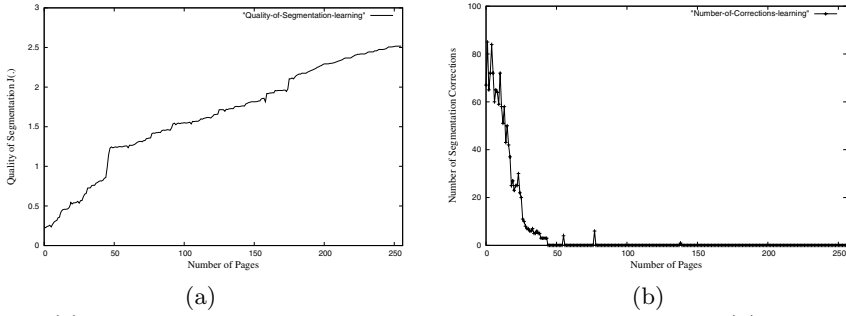 "Quality-of-Segmentation-learning"
3
2.5
2
1.5
1
0.5
0
Quality of Segmentation J(.)
0 50 100 150 200 250
Number of Pages
(a)
"Number-of-Corrections-learning"
100
80
60
40
20
0
Number of Segmentation Corrections
0 50 100 150 200 250
Number of Pages
(b)